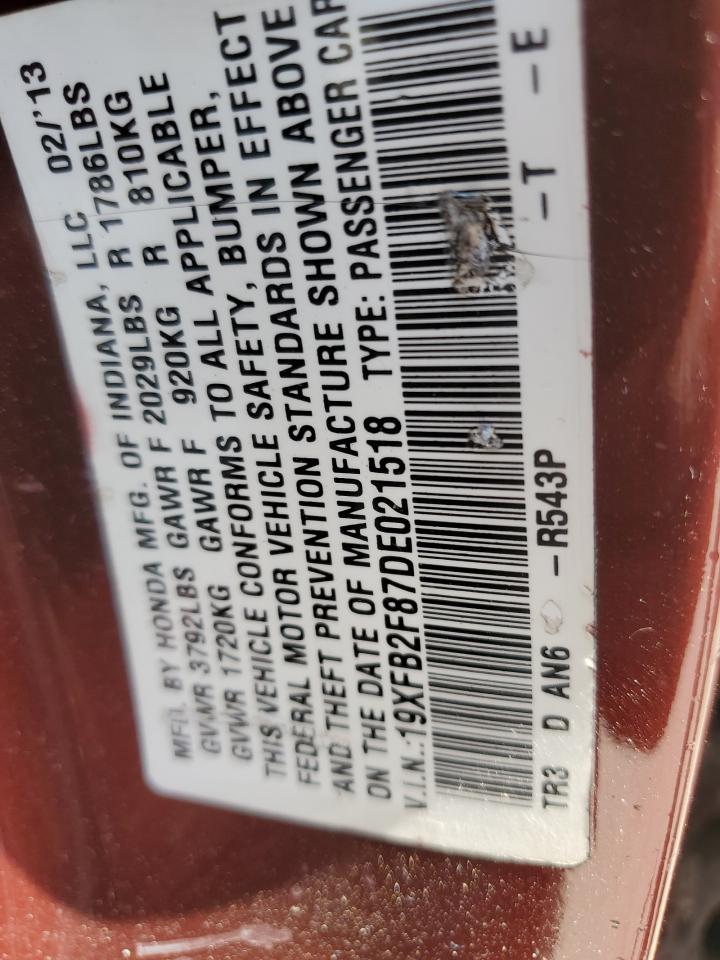 MFD. BY HONDA MFG. OF INDIANA, LLC 02/'13
GVWR 3792LBS GAWR F 2029LBS R 1786LBS
GVWR 1720KG GAWR F 920KG R 810KG
THIS VEHICLE CONFORMS TO ALL APPLICABLE
FEDERAL MOTOR VEHICLE SAFETY, BUMPER,
AND THEFT PREVENTION STANDARDS IN EFFECT
ON THE DATE OF MANUFACTURE SHOWN ABOVE
V.I.N.:19XFB2F87DE021518 TYPE: PASSENGER CAR
TR3 D AN6 -R543P -T -E